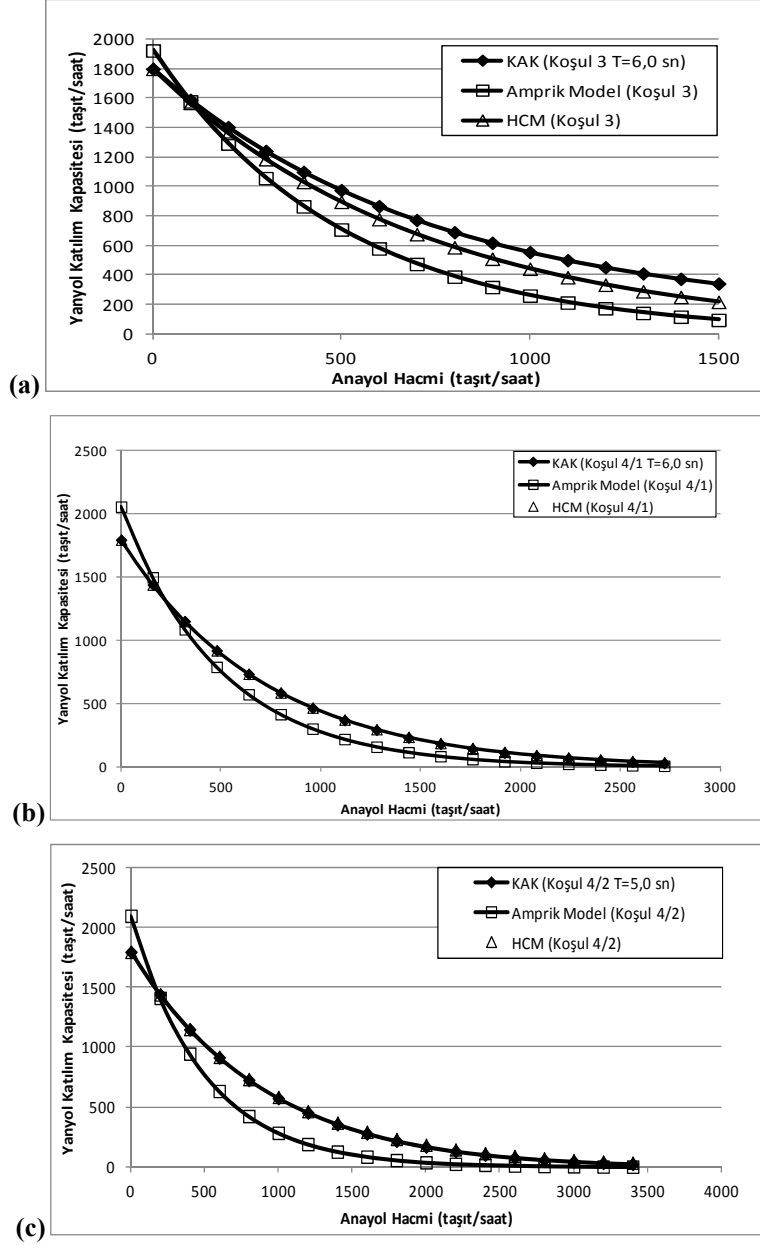 Yanyol Katılım Kapasitesi (taşıt/saat)
2000
1800
1600
1400
1200
1000
800
600
400
200
0
KAK (Koşul 3 T=6,0 sn)
Amprik Model (Koşul 3)
HCM (Koşul 3)
0 500 1000 1500
Anayol Hacmi (taşıt/saat)
(a)
Yanyol Katılım Kapasitesi (taşıt/saat)
2500
2000
1500
1000
500
0
KAK (Koşul 4/1 T=6,0 sn)
Amprik Model (Koşul 4/1)
HCM (Koşul 4/1)
0 500 1000 1500 2000 2500 3000
Anayol Hacmi (taşıt/saat)
(b)
Yanyol Katılım Kapasitesi (taşıt/saat)
2500
2000
1500
1000
500
0
KAK (Koşul 4/2 T=5,0 sn)
Amprik Model (Koşul 4/2)
HCM (Koşul 4/2)
0 500 1000 1500 2000 2500 3000 3500 4000
Anayol Hacmi (taşıt/saat)
(c)